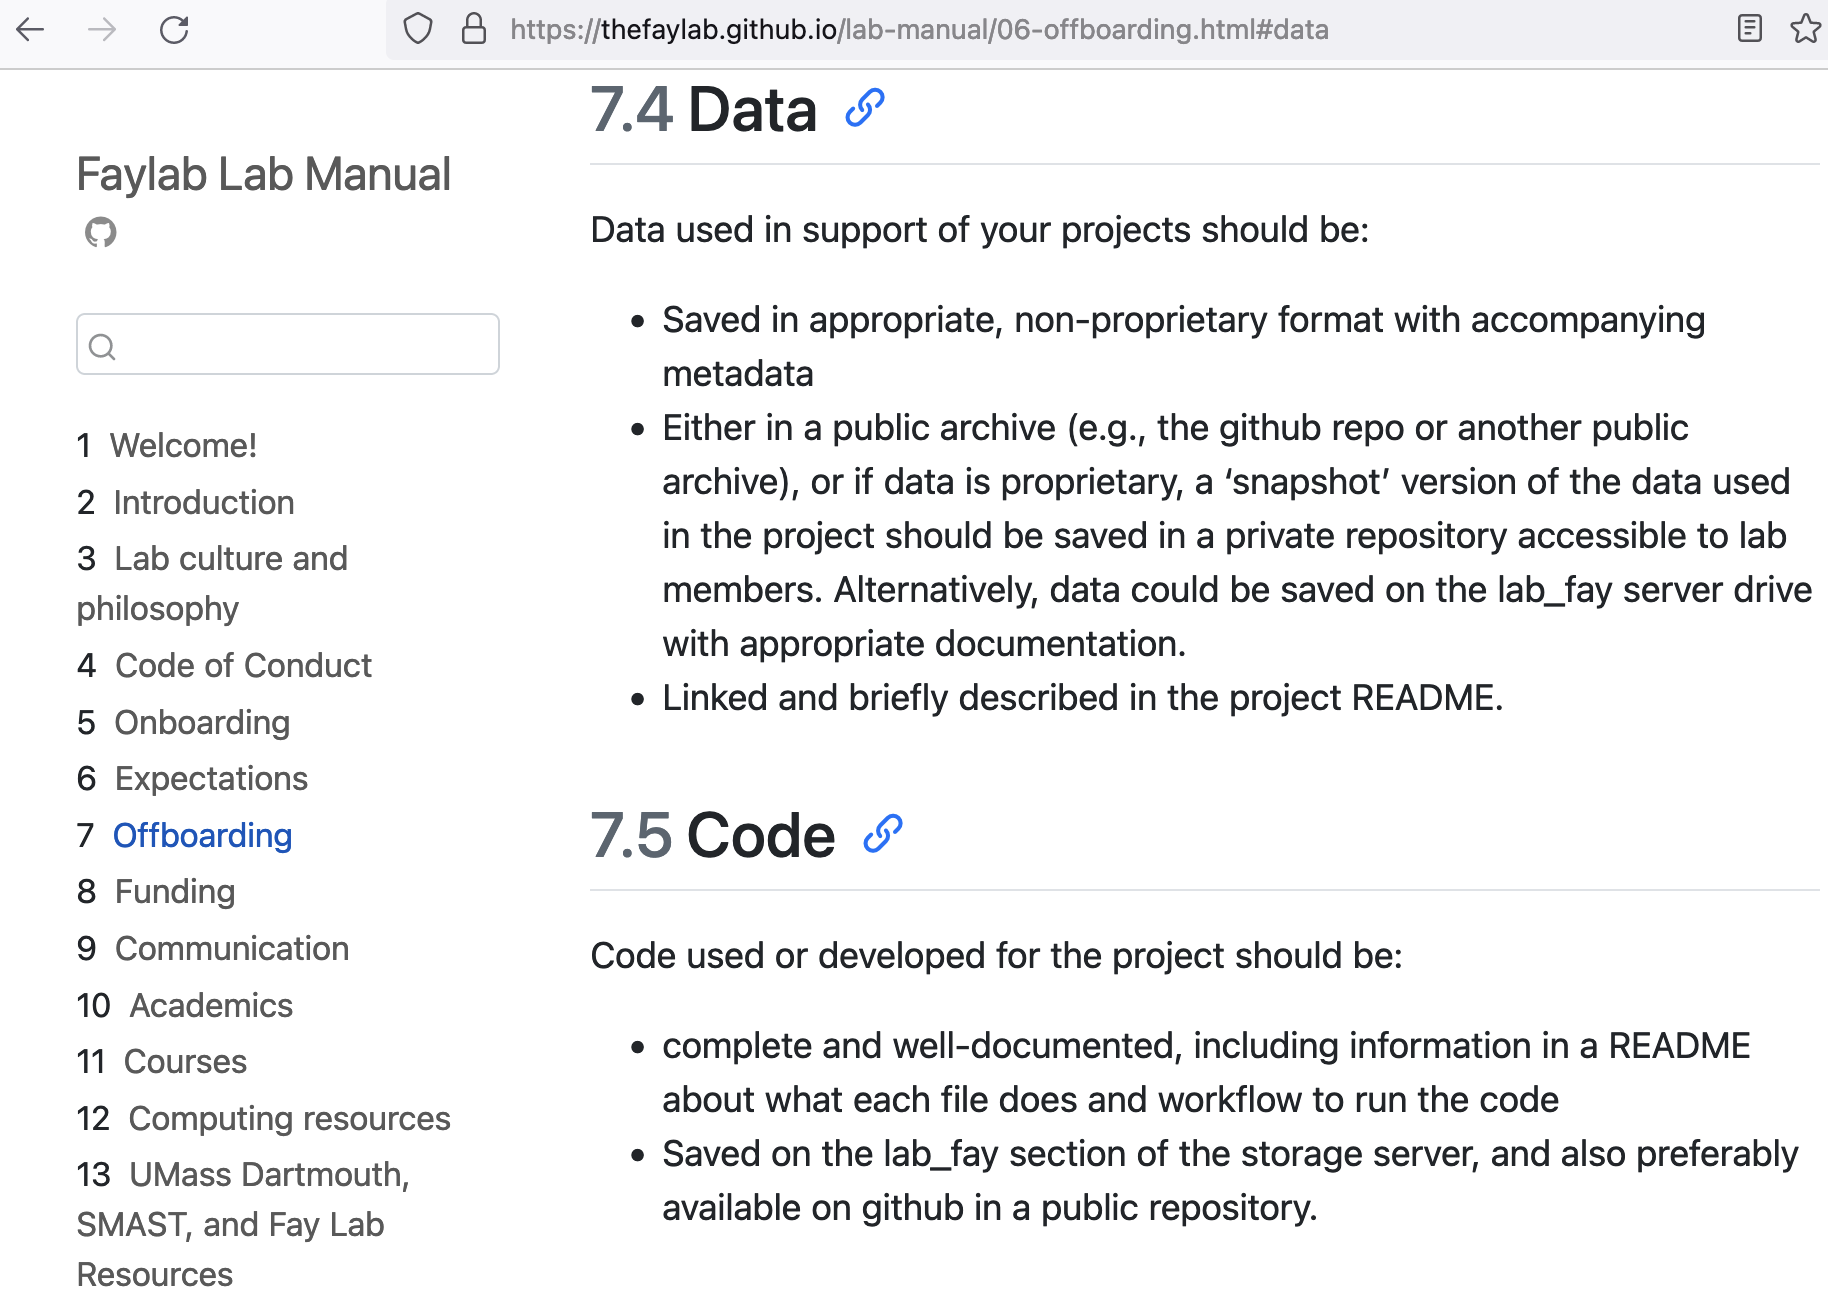 https://thefaylab.github.io/lab-manual/06-offboarding.html#data
Faylab Lab Manual
1 Welcome!
2 Introduction
3 Lab culture and
philosophy
4 Code of Conduct
5 Onboarding
6 Expectations
7 Offboarding
8 Funding
9 Communication
10 Academics
11 Courses
12 Computing resources
13 UMass Dartmouth,
SMAST, and Fay Lab
Resources
7.4 Data
Data used in support of your projects should be:
• Saved in appropriate, non-proprietary format with accompanying
metadata
• Either in a public archive (e.g., the github repo or another public
archive), or if data is proprietary, a ‘snapshot’ version of the data used
in the project should be saved in a private repository accessible to lab
members. Alternatively, data could be saved on the lab_fay server drive
with appropriate documentation.
• Linked and briefly described in the project README.
7.5 Code
Code used or developed for the project should be:
• complete and well-documented, including information in a README
about what each file does and workflow to run the code
• Saved on the lab_fay section of the storage server, and also preferably
available on github in a public repository.